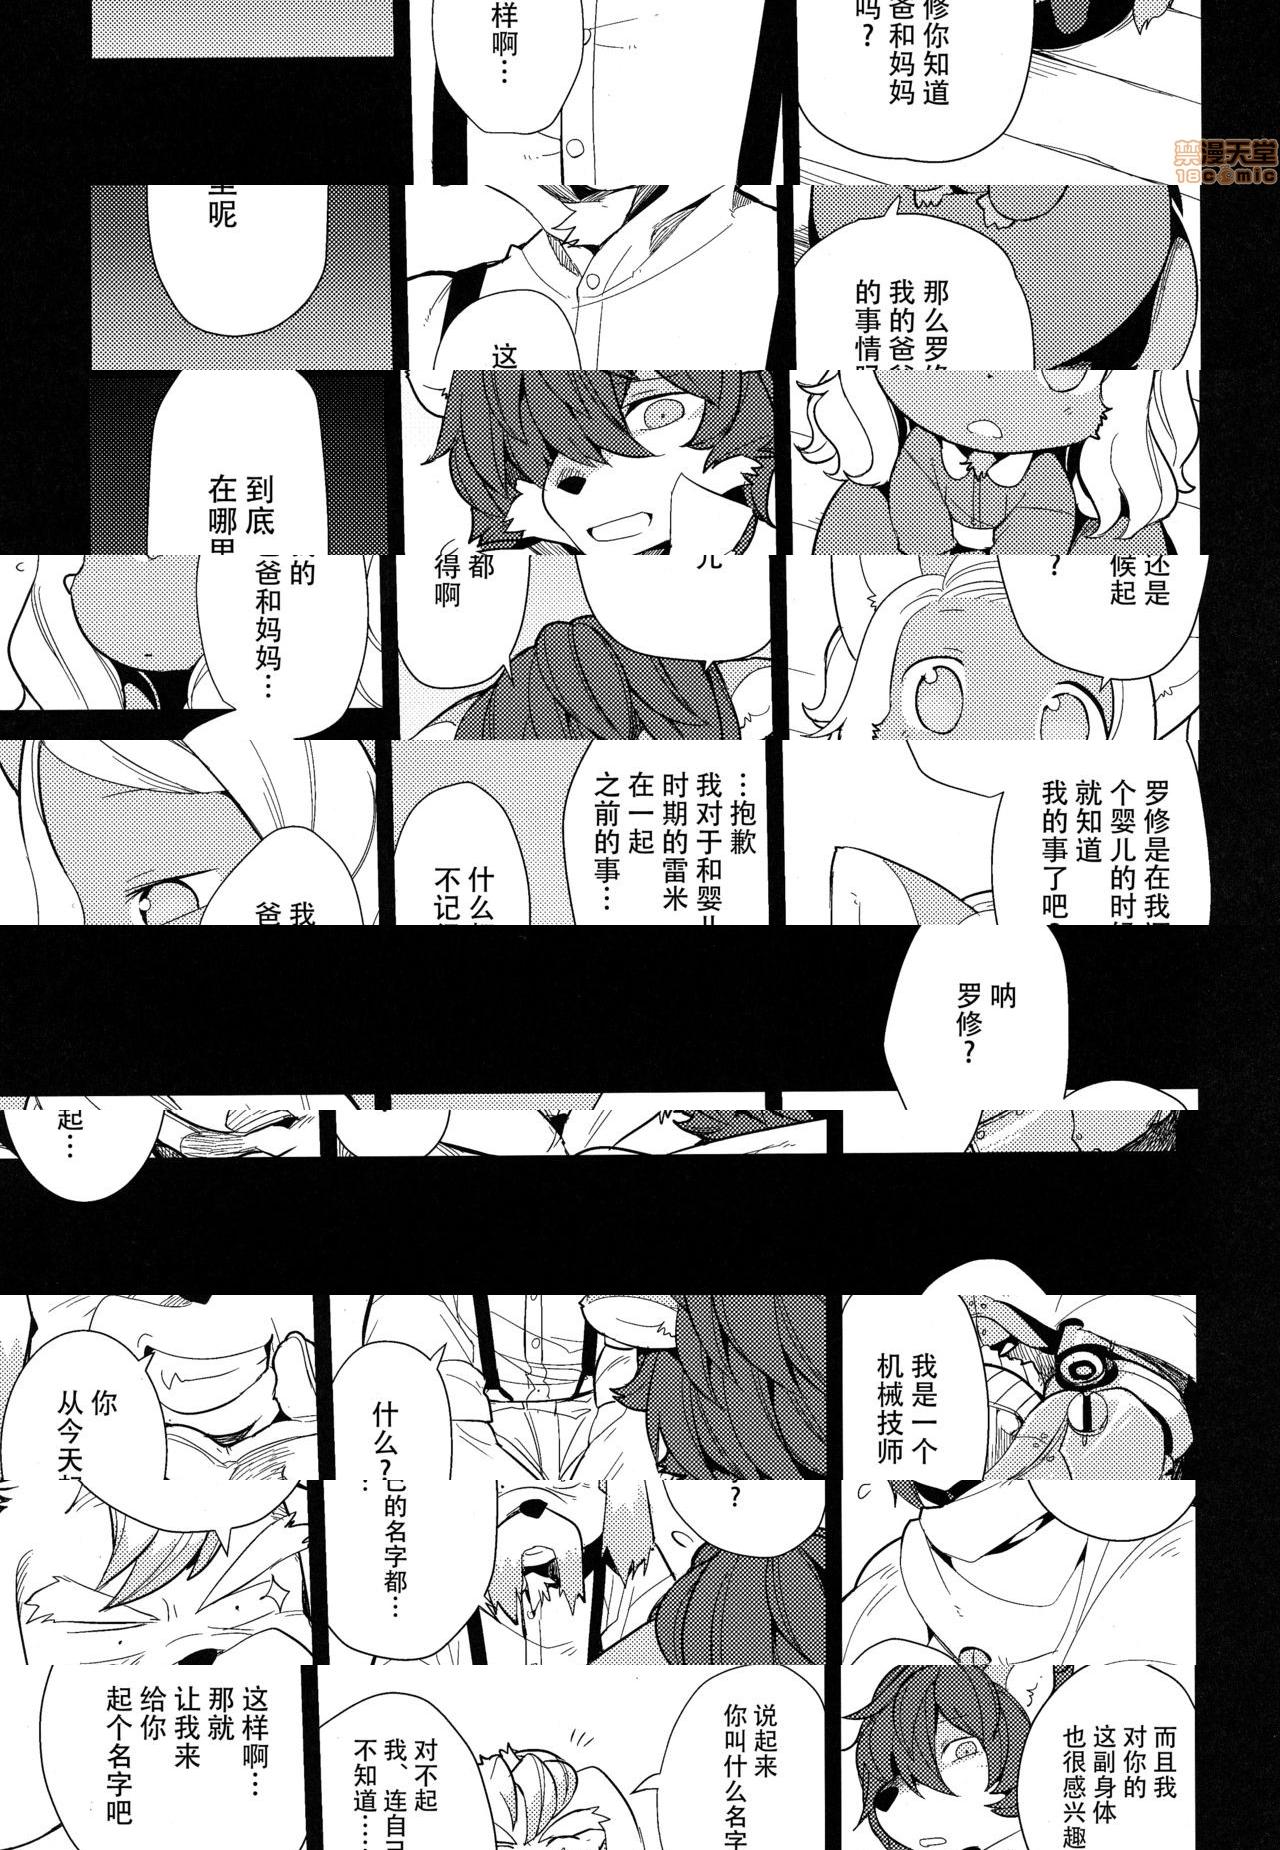 而且我
对你的
这副身体
也很感兴趣
我是一个
机械技师
说起来
你叫什么名字
?
对不起
我、连自己的名字都…
不知道……
什么?
这样啊…
那就
让我来
给你
起个名字吧
你
从今天起…
呐
罗修?
罗修是在我还是
个婴儿的时候起
就知道
我的事了吧?
…抱歉
我对于和婴儿
时期的雷米
在一起
之前的事…
什么都
不记得啊
我的
爸爸和妈妈…
那么罗修你知道
我的爸爸和妈妈
的事情吗?
这样啊…
到底
在哪里呢
禁漫天堂
18comic